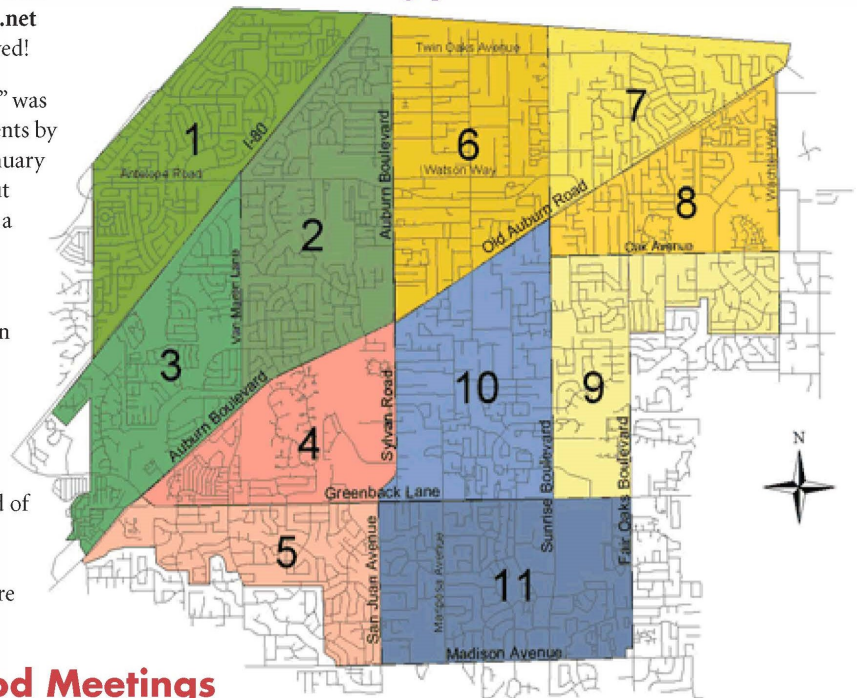 .net
ed!
” was
ents by
nuary
ut
a
n
d of
re
od Meetings
Twin Oaks Avenue
1
I-80
Antelope Road
2
Auburn Boulevard
6
Watson Way
7
Old Auburn Road
8
Wachtel Way
Oak Avenue
Van Maren Lane
3
Auburn Boulevard
4
Sylvan Road
10
9
Sunrise Boulevard
Fair Oaks Boulevard
N
Greenback Lane
5
San Juan Avenue
Mariposa Avenue
11
Madison Avenue